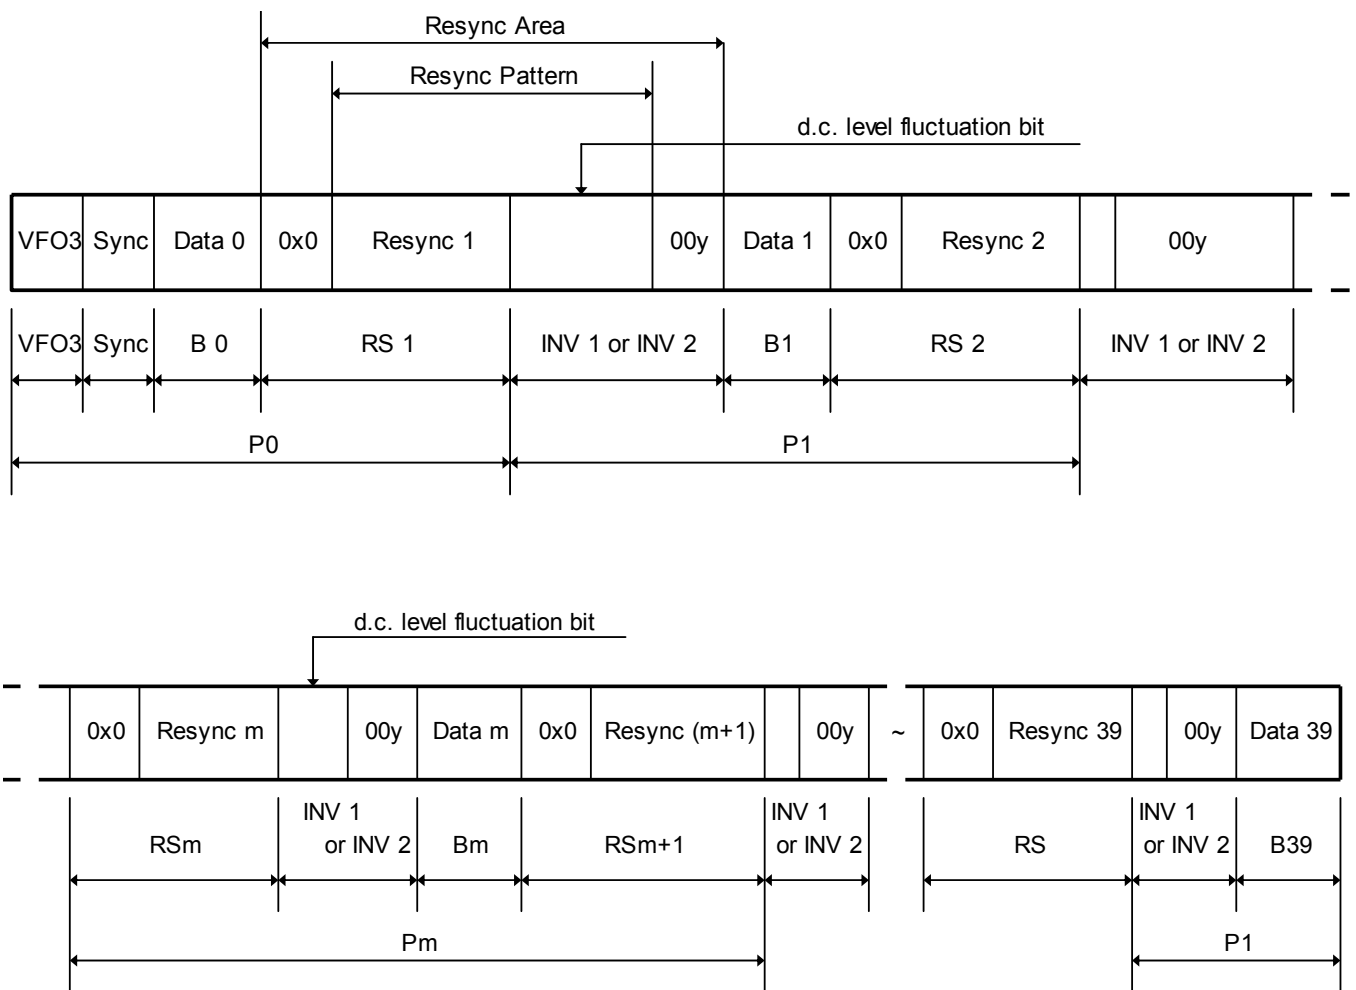 Resync Area
Resync Pattern
d.c. level fluctuation bit
VFO3 Sync Data 0 0x0 Resync 1 00y Data 1 0x0 Resync 2 00y
VFO3 Sync B 0 RS 1 INV 1 or INV 2 B1 RS 2 INV 1 or INV 2
P0 P1
d.c. level fluctuation bit
0x0 Resync m 00y Data m 0x0 Resync (m+1) 00y ~ 0x0 Resync 39 00y Data 39
INV 1 INV 1 INV 1
RSm or INV 2 Bm RSm+1 or INV 2 RS or INV 2 B39
Pm P1